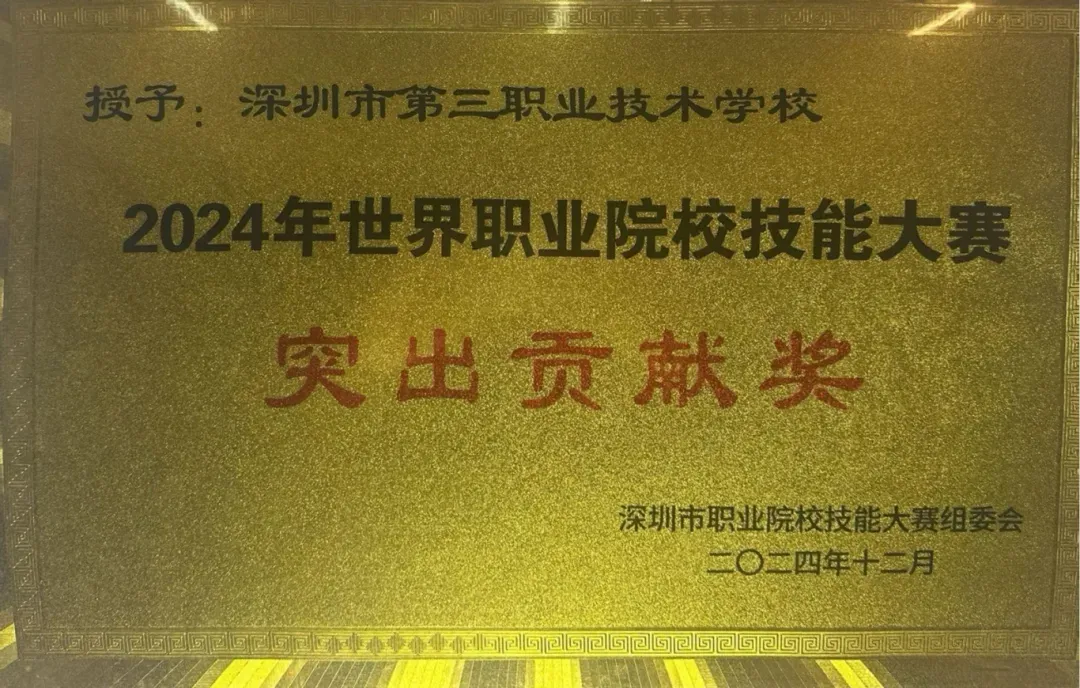 授予：深圳市第三职业技术学校
2024年世界职业院校技能大赛
突出贡献奖
深圳市职业院校技能大赛组委会
二〇二四年十二月